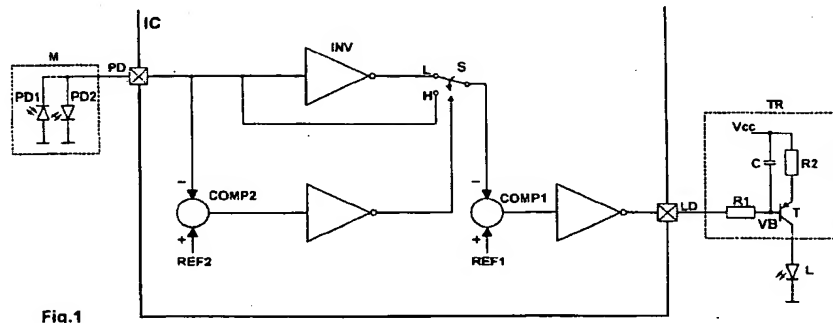 IC
M
PD
PD1
PD2
INV
L
S
H
COMP2
REF2
COMP1
REF1
LD
TR
Vcc
C
R2
R1
VB
T
L
Fig.1